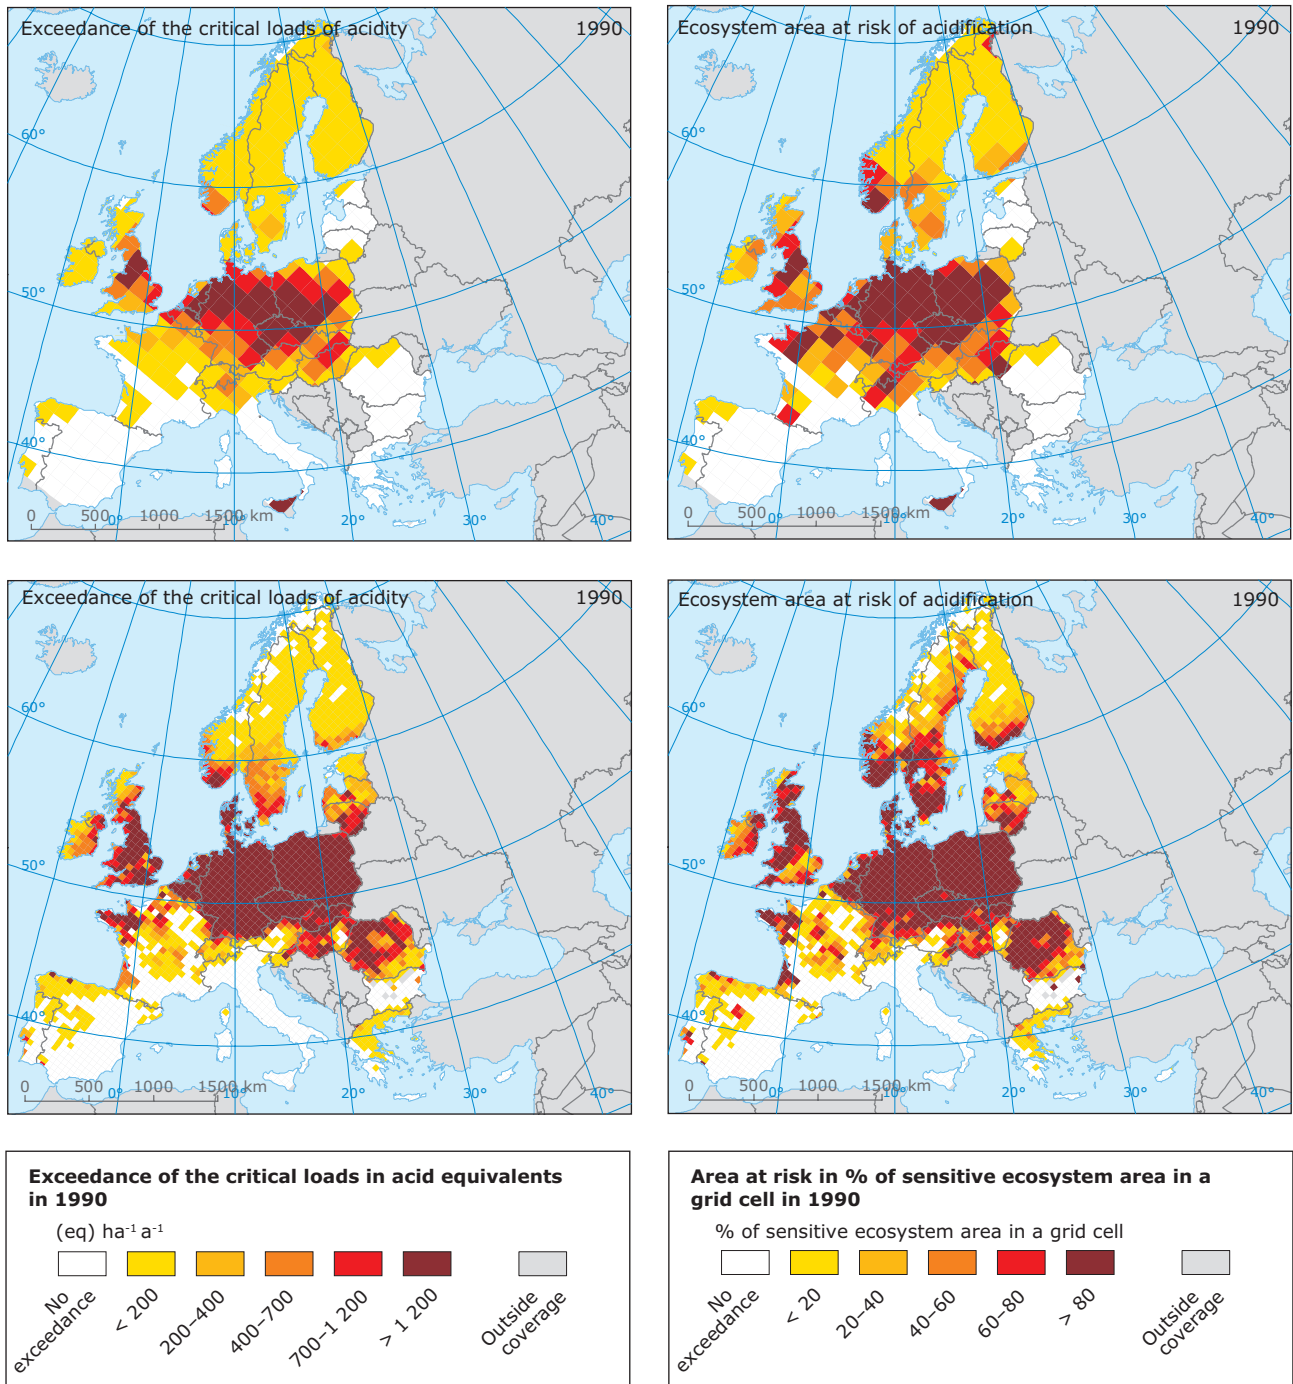 Exceedance of the critical loads of acidity 1990
60°
50°
40°
0 500 1000 1500 km
0° 10° 20° 30° 40°
Ecosystem area at risk of acidification 1990
60°
50°
40°
0 500 1000 1500 km
0° 10° 20° 30° 40°
Exceedance of the critical loads of acidity 1990
60°
50°
40°
0 500 1000 1500 km
0° 10° 20° 30° 40°
Ecosystem area at risk of acidification 1990
60°
50°
40°
0 500 1000 1500 km
0° 10° 20° 30° 40°
Exceedance of the critical loads in acid equivalents
in 1990
(eq) ha⁻¹ a⁻¹
No
exceedance
< 200
200–400
400–700
700–1 200
> 1 200
Outside
coverage
Area at risk in % of sensitive ecosystem area in a
grid cell in 1990
% of sensitive ecosystem area in a grid cell
No
exceedance
< 20
20–40
40–60
60–80
> 80
Outside
coverage